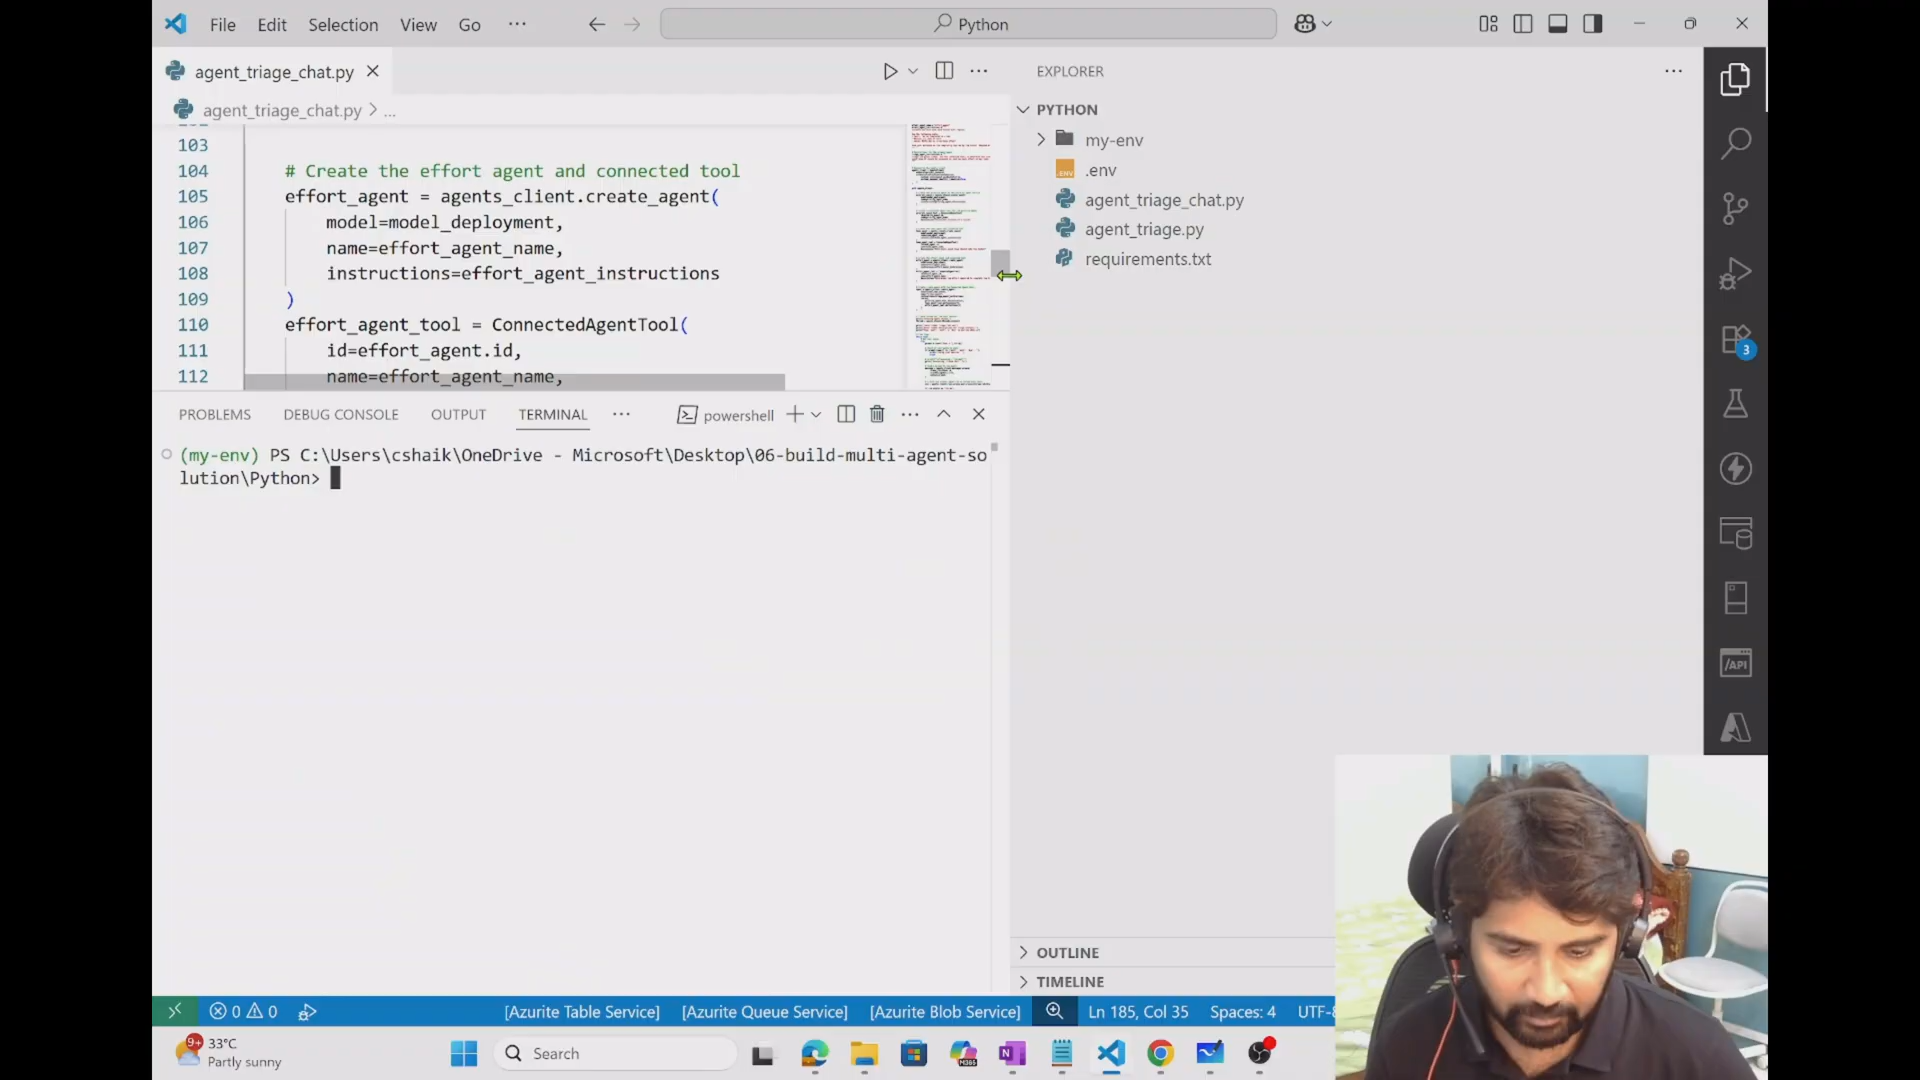 File Edit Selection View Go ··· Python
agent_triage_chat.py
agent_triage_chat.py > ...
103
104 # Create the effort agent and connected tool
105 effort_agent = agents_client.create_agent(
106 model=model_deployment,
107 name=effort_agent_name,
108 instructions=effort_agent_instructions
109 )
110 effort_agent_tool = ConnectedAgentTool(
111 id=effort_agent.id,
112 name=effort_agent_name,
PROBLEMS DEBUG CONSOLE OUTPUT TERMINAL ··· powershell
(my-env) PS C:\Users\cshaik\OneDrive - Microsoft\Desktop\06-build-multi-agent-so
lution\Python>
EXPLORER
PYTHON
my-env
.env
agent_triage_chat.py
agent_triage.py
requirements.txt
3
/API
OUTLINE
TIMELINE
0 0 [Azurite Table Service] [Azurite Queue Service] [Azurite Blob Service] Ln 185, Col 35 Spaces: 4 UTF-8
9+ 33°C
Partly sunny
Search